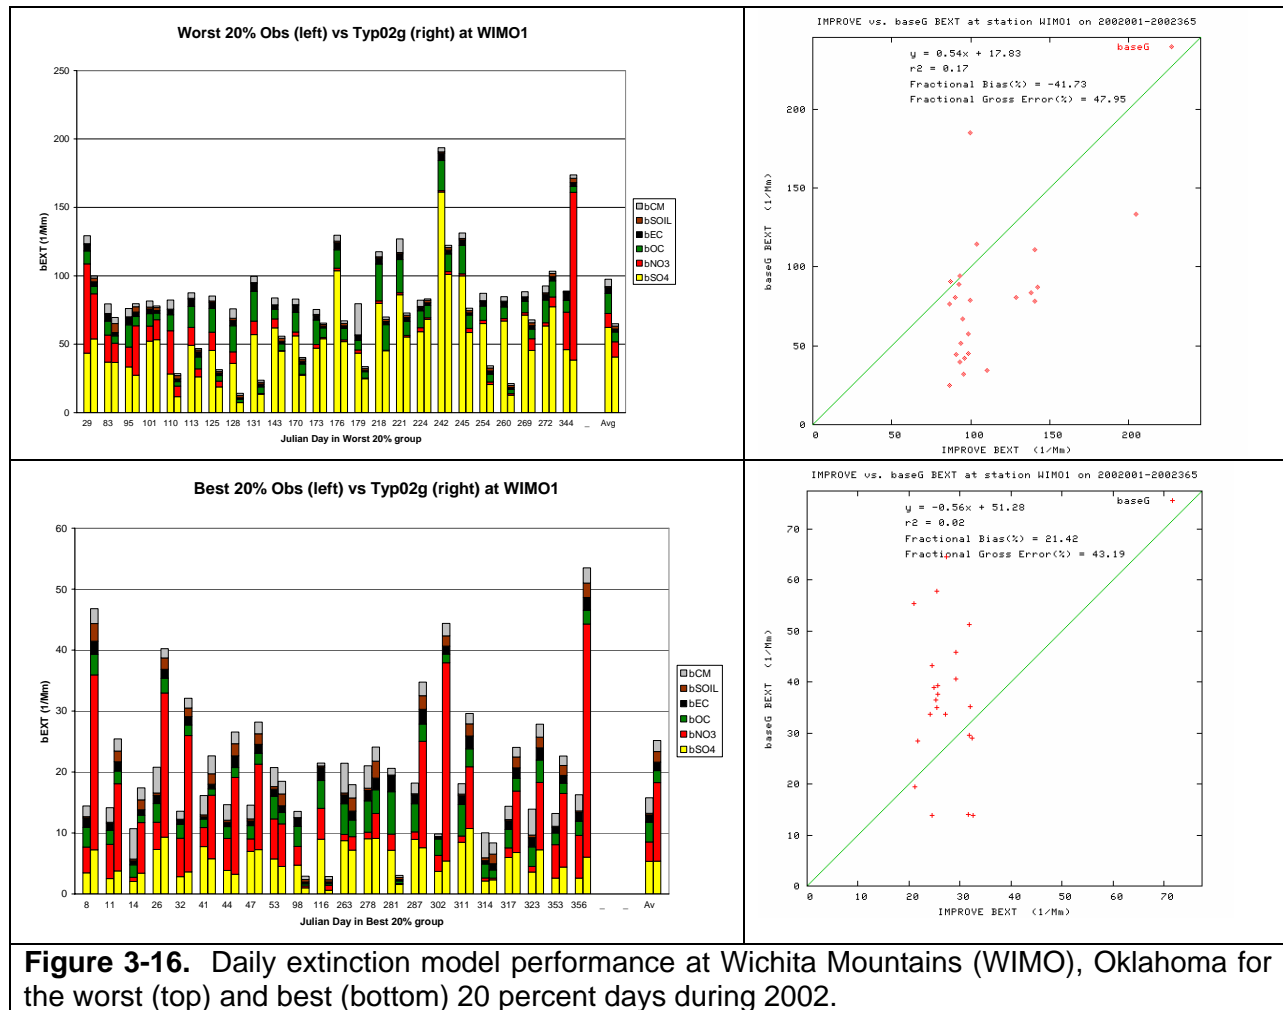 Worst 20% Obs (left) vs Typ02g (right) at WIMO1
250
200
150
100
50
0
bEXT (1/Mm)
29 83 95 101 110 113 125 128 131 143 170 173 176 179 218 221 224 242 245 254 260 269 272 344 _ Avg
Julian Day in Worst 20% group
bCM
bSOIL
bEC
bOC
bNO3
bSO4
IMPROVE vs. baseG BEXT at station WIMO1 on 2002001-2002365
baseG
y = 0.54x + 17.83
r2 = 0.17
Fractional Bias(%) = -41.73
Fractional Gross Error(%) = 47.95
200
150
100
50
0
baseG BEXT (1/Mm)
0 50 100 150 200
IMPROVE BEXT (1/Mm)
Best 20% Obs (left) vs Typ02g (right) at WIMO1
60
50
40
30
20
10
0
bEXT (1/Mm)
8 11 14 26 32 41 44 47 53 98 116 263 278 281 287 302 311 314 317 323 353 356 _ _ Av
Julian Day in Best 20% group
bCM
bSOIL
bEC
bOC
bNO3
bSO4
IMPROVE vs. baseG BEXT at station WIMO1 on 2002001-2002365
baseG
y = -0.56x + 51.28
r2 = 0.02
Fractional Bias(%) = 21.42
Fractional Gross Error(%) = 43.19
70
60
50
40
30
20
10
0
baseG BEXT (1/Mm)
0 10 20 30 40 50 60 70
IMPROVE BEXT (1/Mm)
Figure 3-16. Daily extinction model performance at Wichita Mountains (WIMO), Oklahoma for
the worst (top) and best (bottom) 20 percent days during 2002.